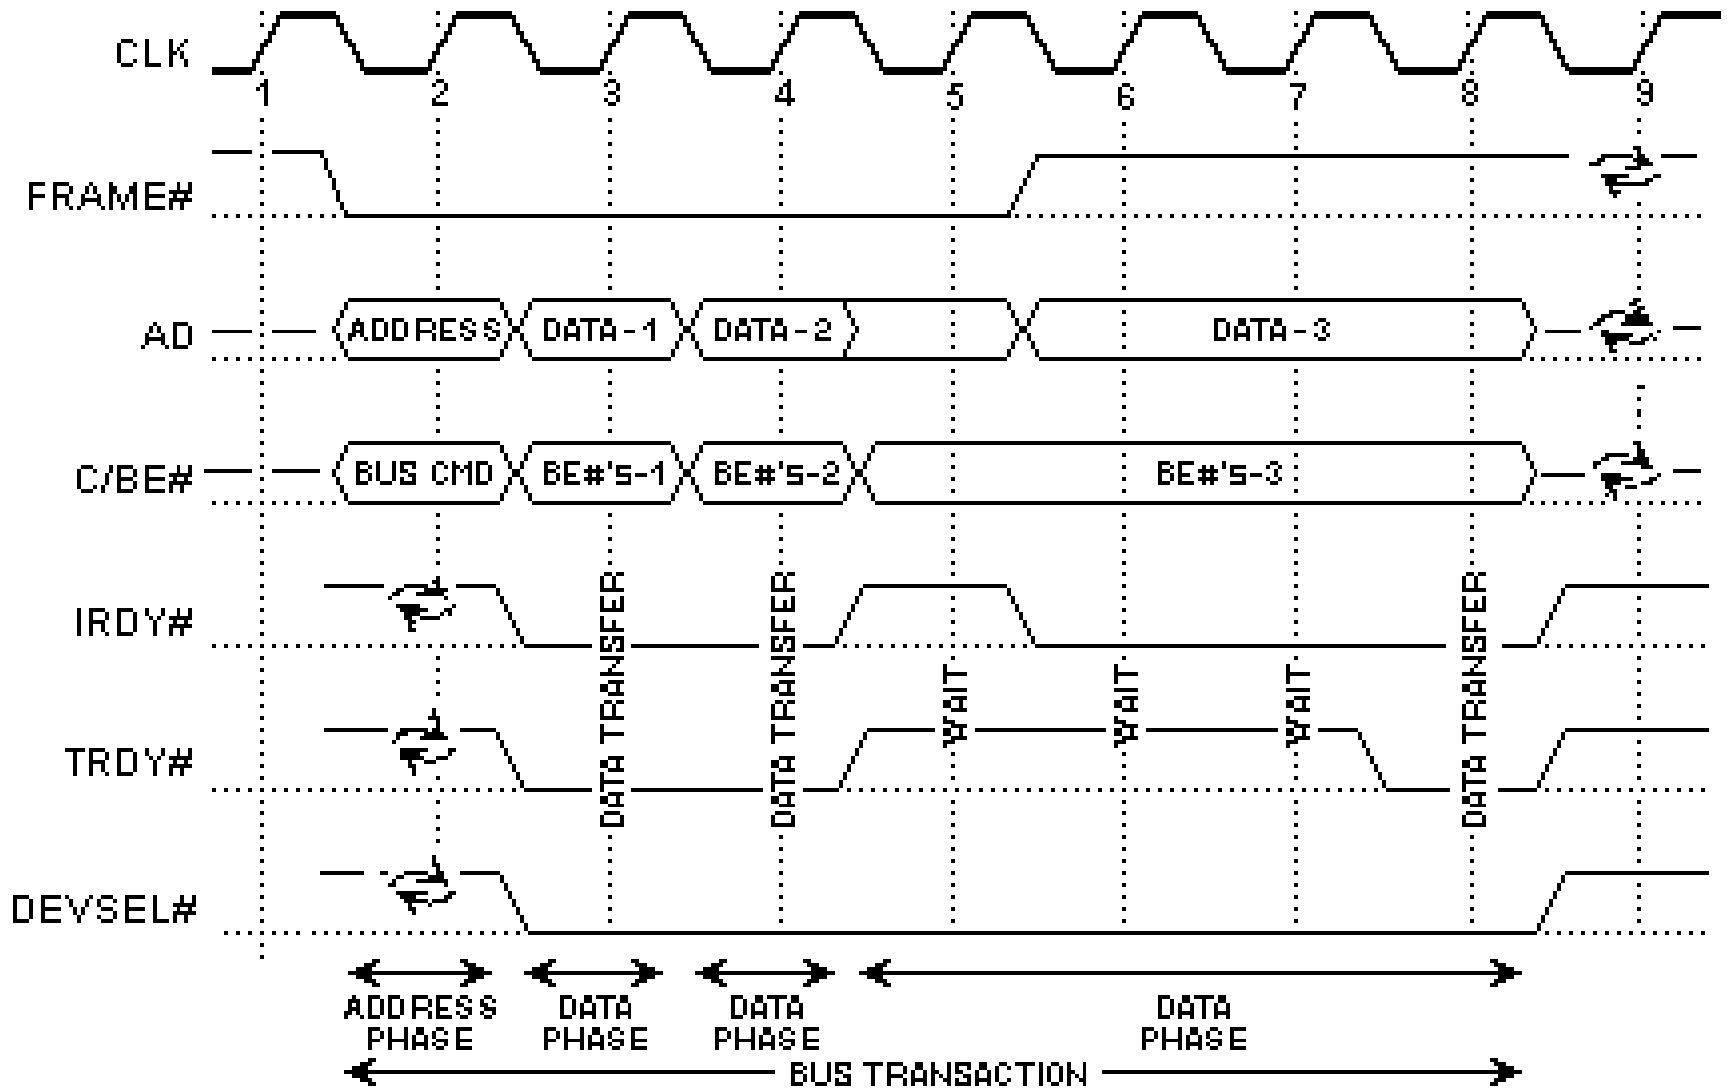 CLK
1 2 3 4 5 6 7 8 9
FRAME#
AD ADDRESS DATA-1 DATA-2 DATA-3
C/BE# BUS CMD BE#'s-1 BE#'s-2 BE#'s-3
IRDY#
TRDY#
DATA TRANSFER
DATA TRANSFER
WAIT
WAIT
WAIT
DATA TRANSFER
DEVSEL#
ADDRESS DATA DATA DATA
PHASE PHASE PHASE PHASE
BUS TRANSACTION